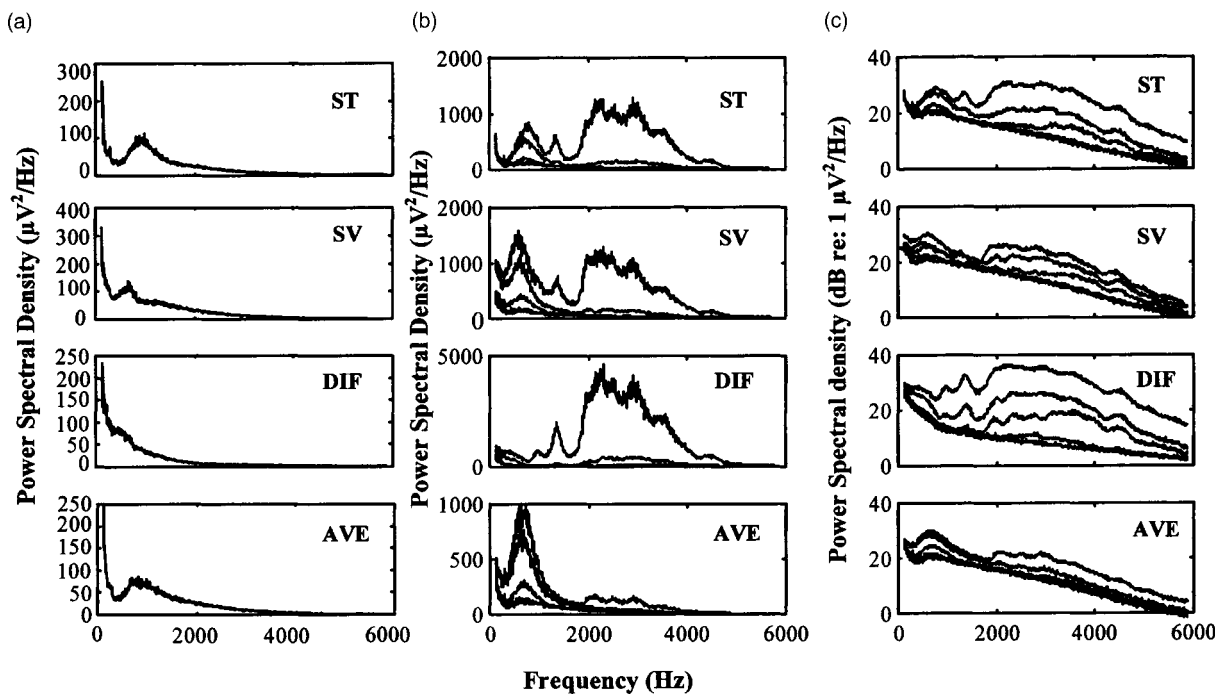 (a)
(b)
(c)
Power Spectral Density (μV²/Hz)
300
200
100
0
ST
400
300
200
100
0
SV
250
200
150
100
50
0
DIF
250
200
150
100
50
0
AVE
0
2000
4000
6000
Power Spectral Density (μV²/Hz)
2000
1000
0
ST
2000
1000
0
SV
5000
0
DIF
1000
500
0
AVE
0
2000
4000
6000
Power Spectral density (dB re: 1 μV²/Hz)
40
20
0
ST
40
20
0
SV
40
20
0
DIF
40
20
0
AVE
0
2000
4000
6000
Frequency (Hz)